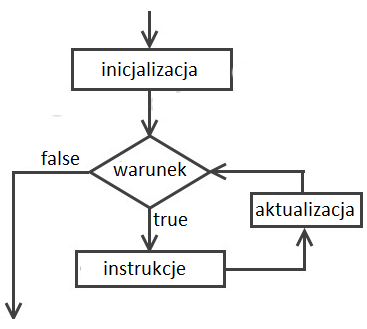 inicjalizacja
false
warunek
true
aktualizacja
instrukcje